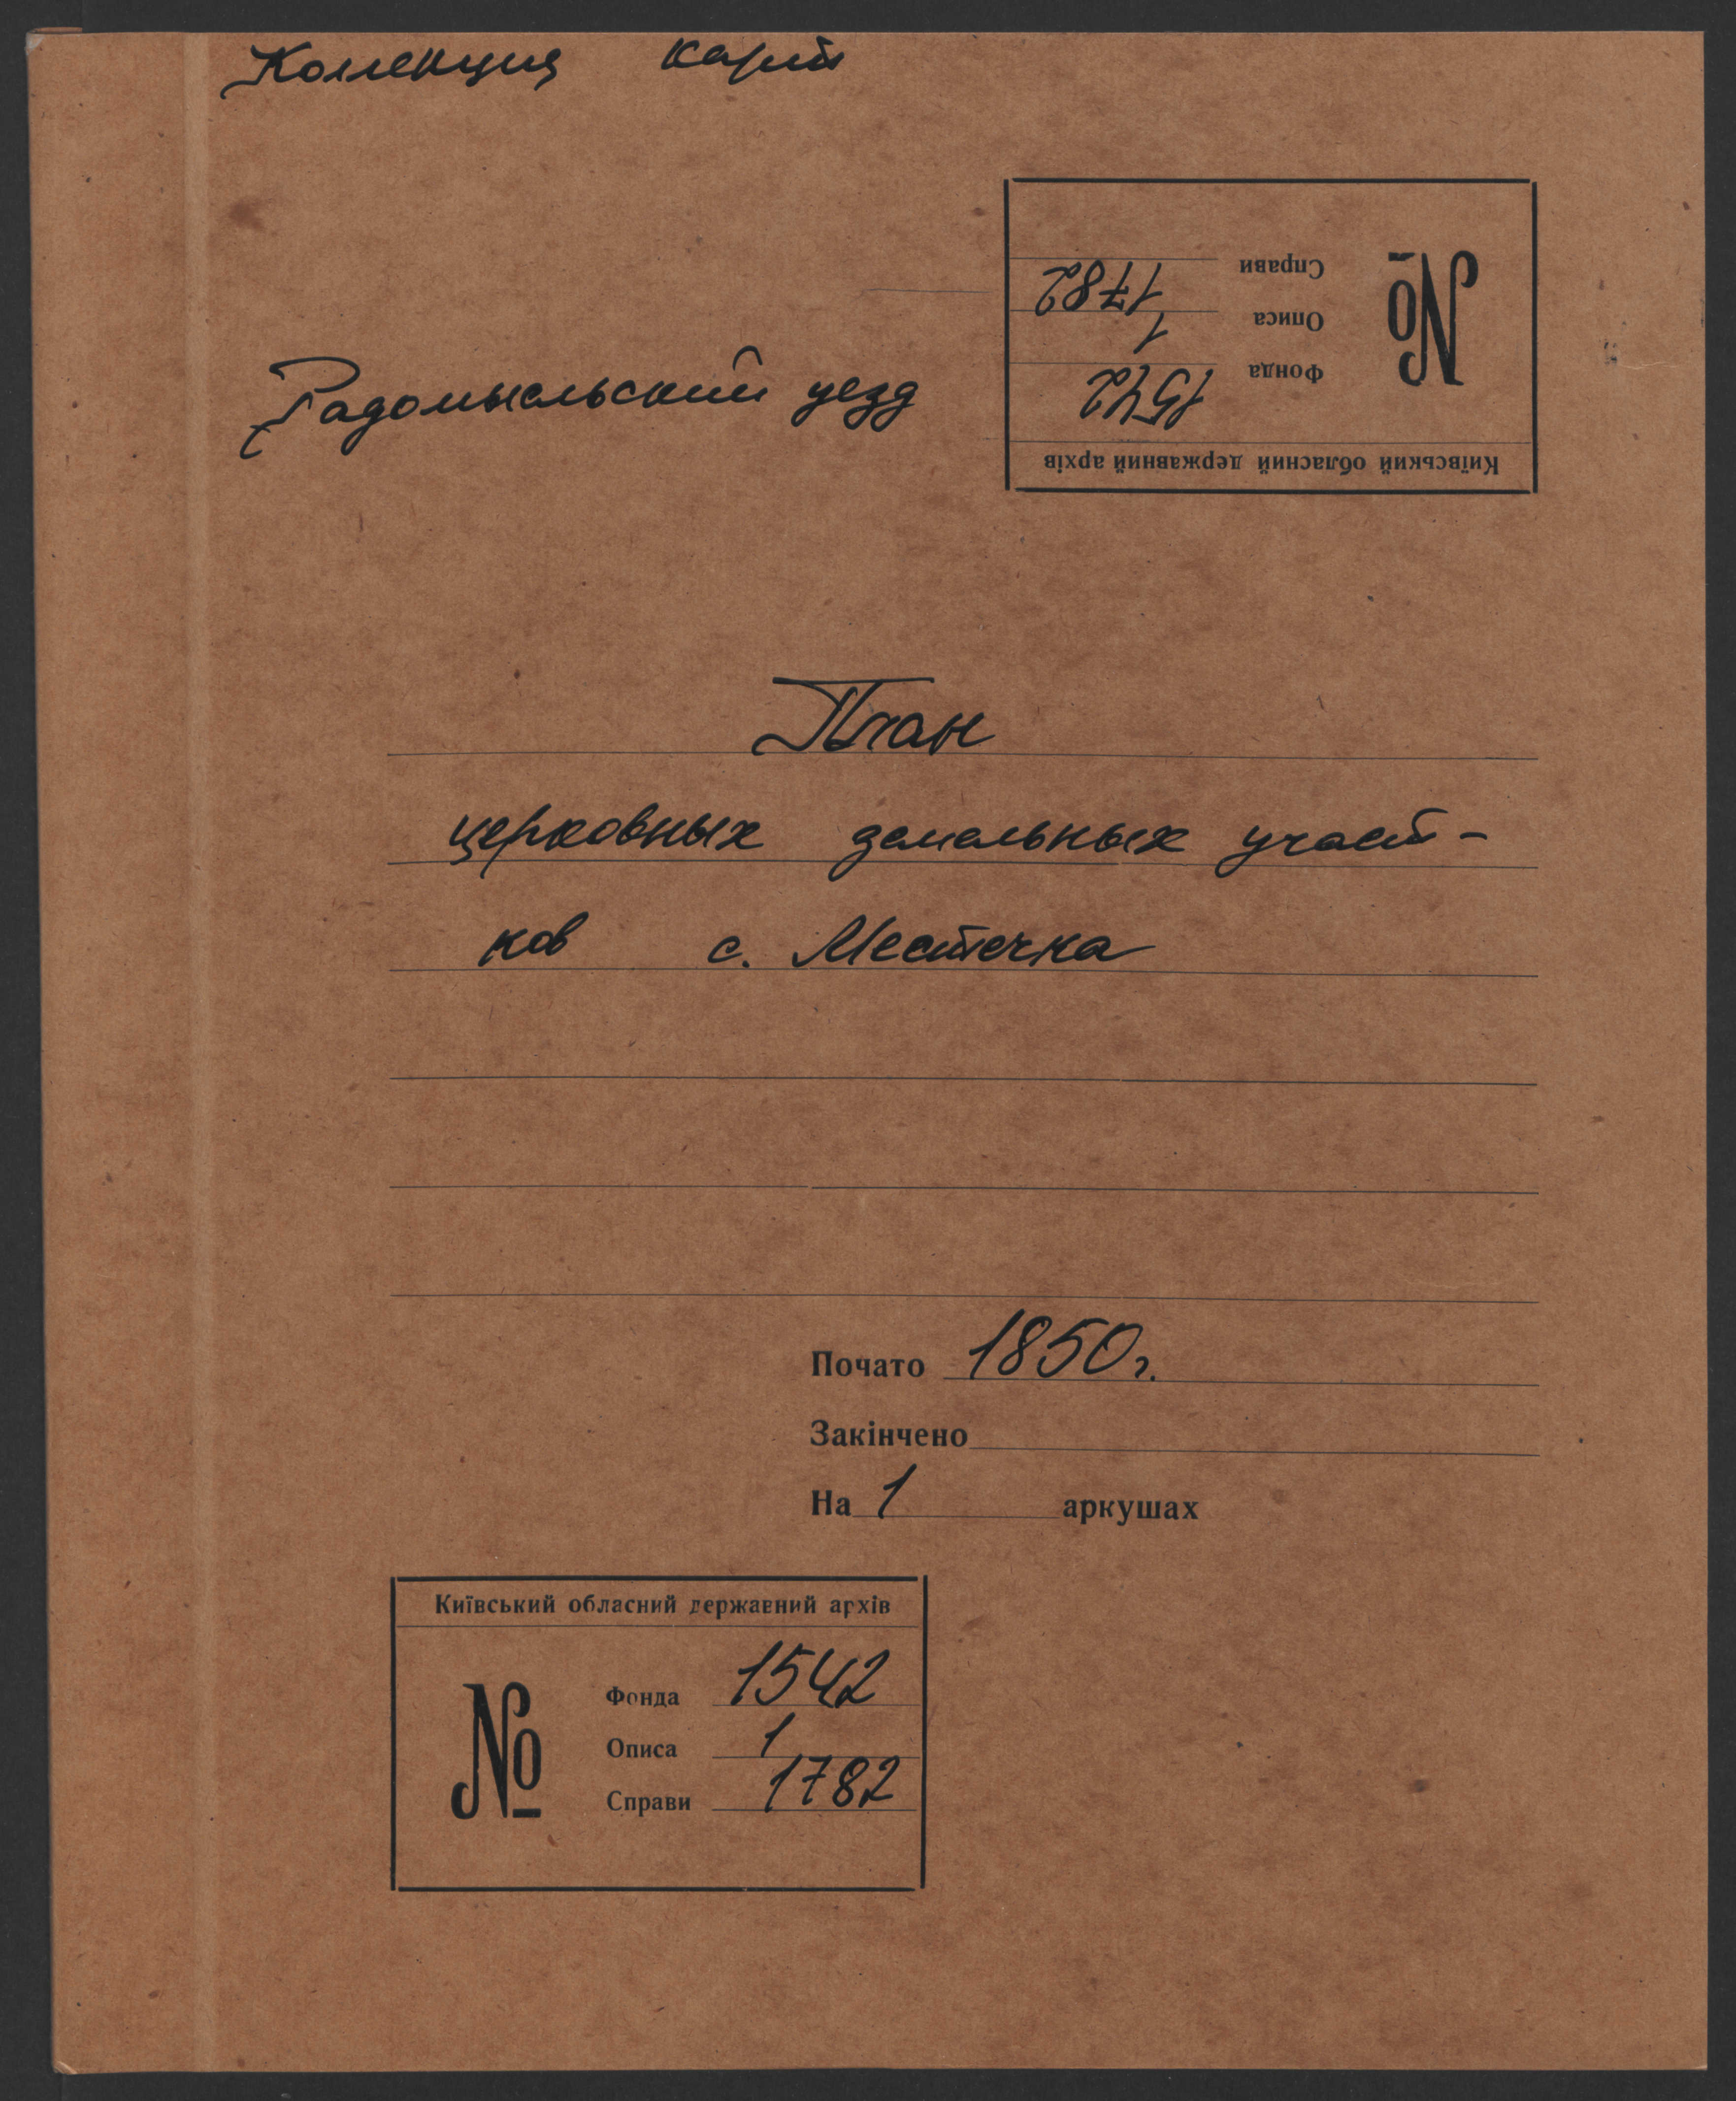 Коллекция карт
№
Справи 1782
Описа 1
Фонда 1542
Київський обласний державний архів
Радомысльский уезд
План
церковных земельных участ-
ков с. Местечка
Почато 1850 г.
Закінчено
На 1 аркушах
Київський обласний державний архів
№
Фонда 1542
Описа 1
Справи 1782